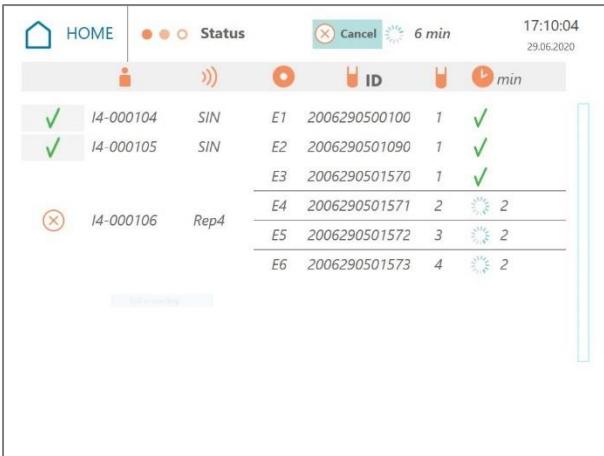 HOME Status Cancel 6 min 17:10:04
29.06.2020
ID min
I4-000104 SIN E1 2006290500100 1
I4-000105 SIN E2 2006290501090 1
E3 2006290501570 1
I4-000106 Rep4 E4 2006290501571 2 2
E5 2006290501572 3 2
E6 2006290501573 4 2